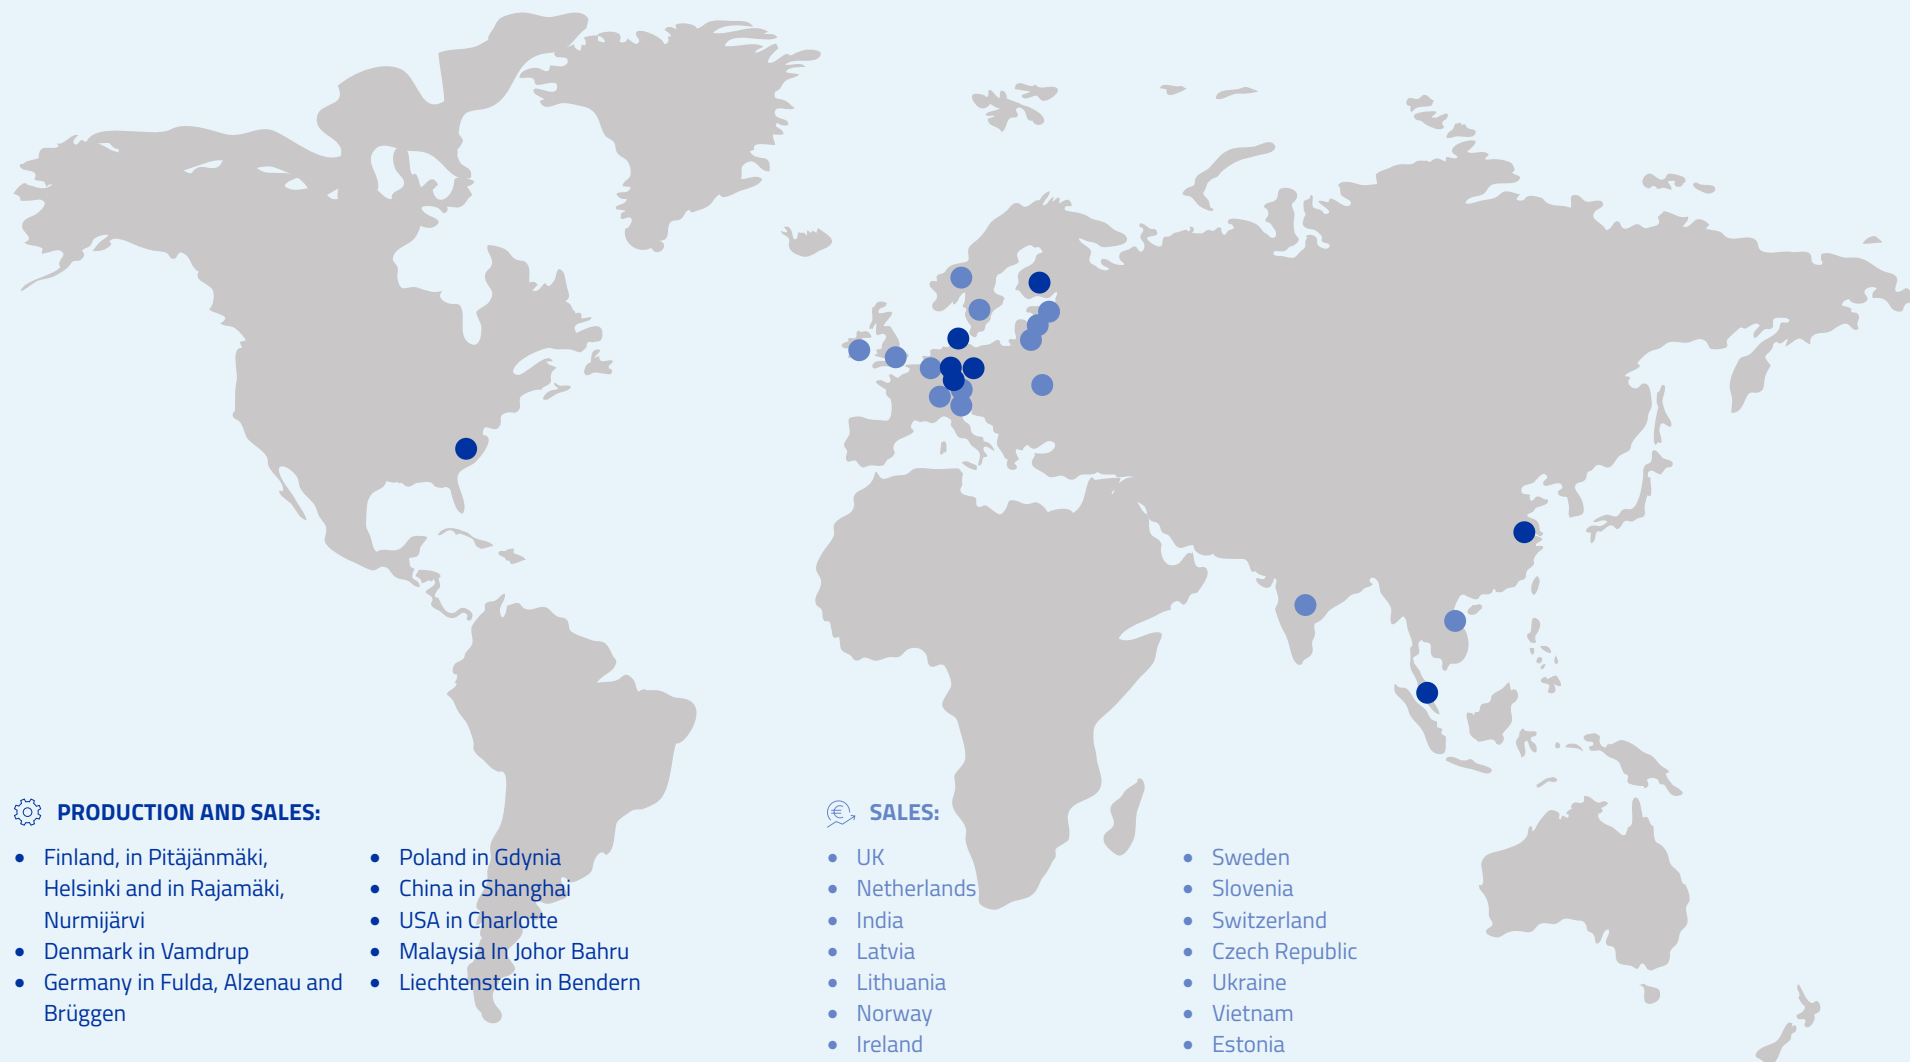 PRODUCTION AND SALES:
Finland, in Pitäjänmäki,
Helsinki and in Rajamäki,
Nurmijärvi
Denmark in Vamdrup
Germany in Fulda, Alzenau and
Brüggen
Poland in Gdynia
China in Shanghai
USA in Charlotte
Malaysia In Johor Bahru
Liechtenstein in Bendern
SALES:
UK
Netherlands
India
Latvia
Lithuania
Norway
Ireland
Sweden
Slovenia
Switzerland
Czech Republic
Ukraine
Vietnam
Estonia